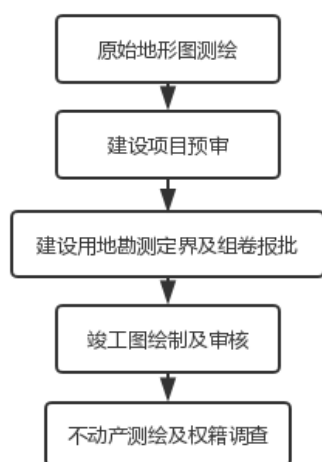 原始地形图测绘
建设项目预审
建设用地勘测定界及组卷报批
竣工图绘制及审核
不动产测绘及权籍调查